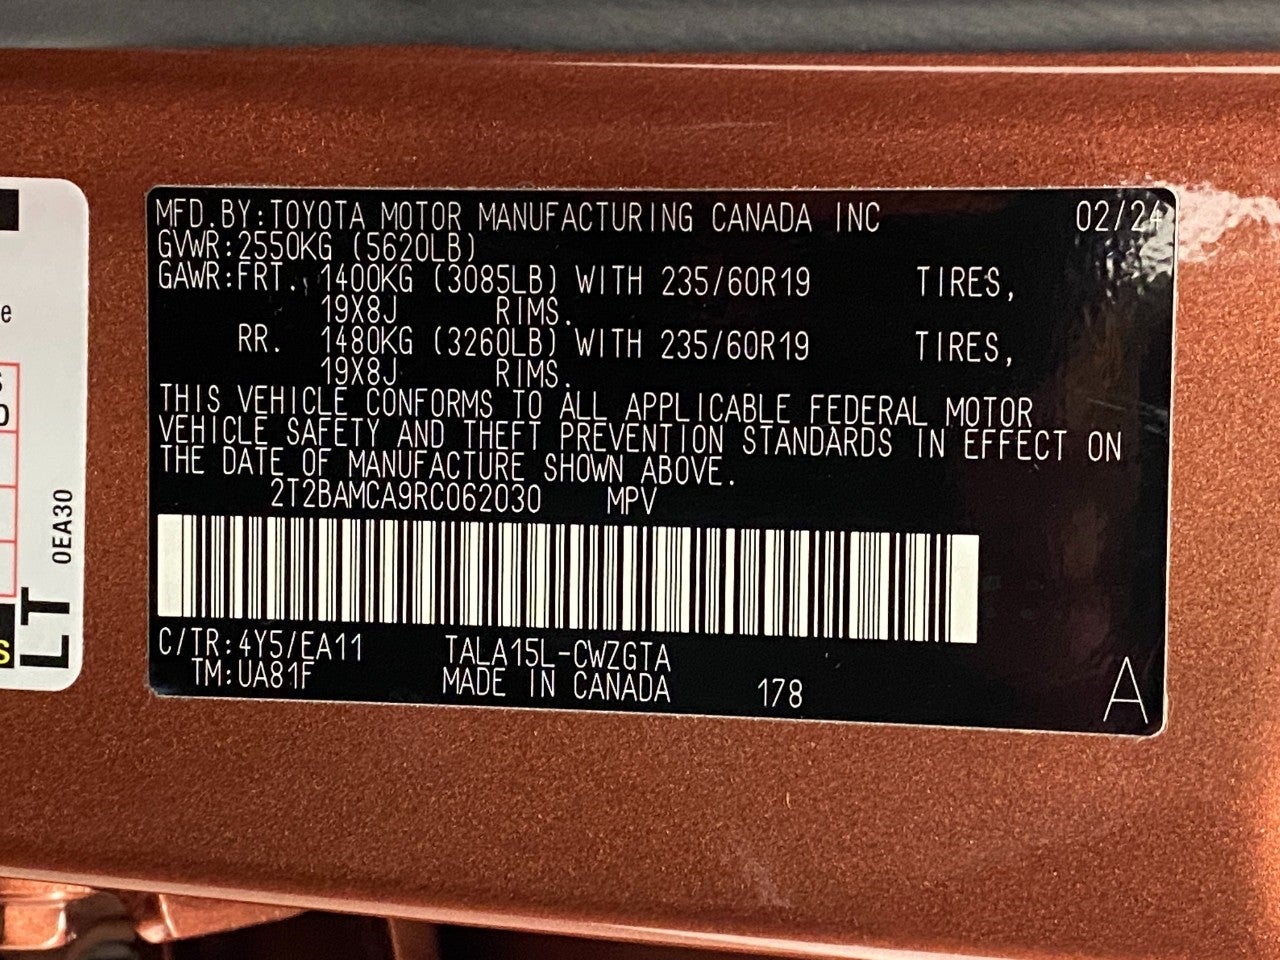 MFD.BY:TOYOTA MOTOR MANUFACTURING CANADA INC 02/24
GVWR:2550KG (5620LB)
GAWR:FRT. 1400KG (3085LB) WITH 235/60R19 TIRES,
19X8J RIMS.
RR. 1480KG (3260LB) WITH 235/60R19 TIRES,
19X8J RIMS.
THIS VEHICLE CONFORMS TO ALL APPLICABLE FEDERAL MOTOR
VEHICLE SAFETY AND THEFT PREVENTION STANDARDS IN EFFECT ON
THE DATE OF MANUFACTURE SHOWN ABOVE.
2T2BAMCA9RC062030 MPV
C/TR:4Y5/EA11 TALA15L-CWZGTA
TM:UA81F MADE IN CANADA 178
A
0EA30
LT